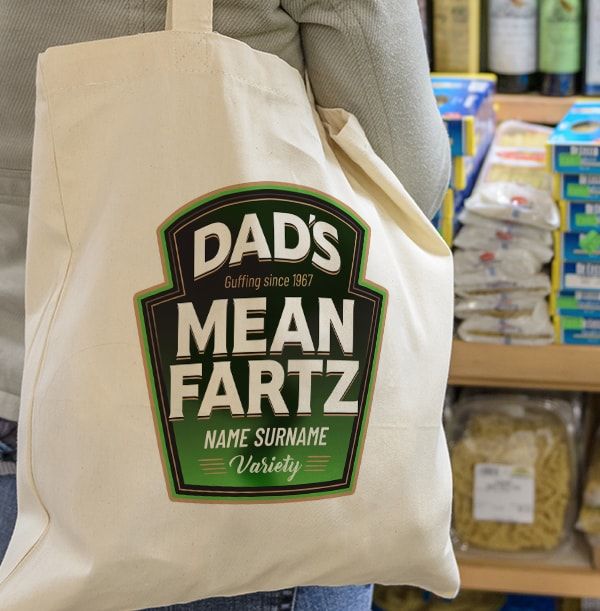 DAD'S
Guffing since 1967
MEAN
FARTZ
NAME SURNAME
Variety